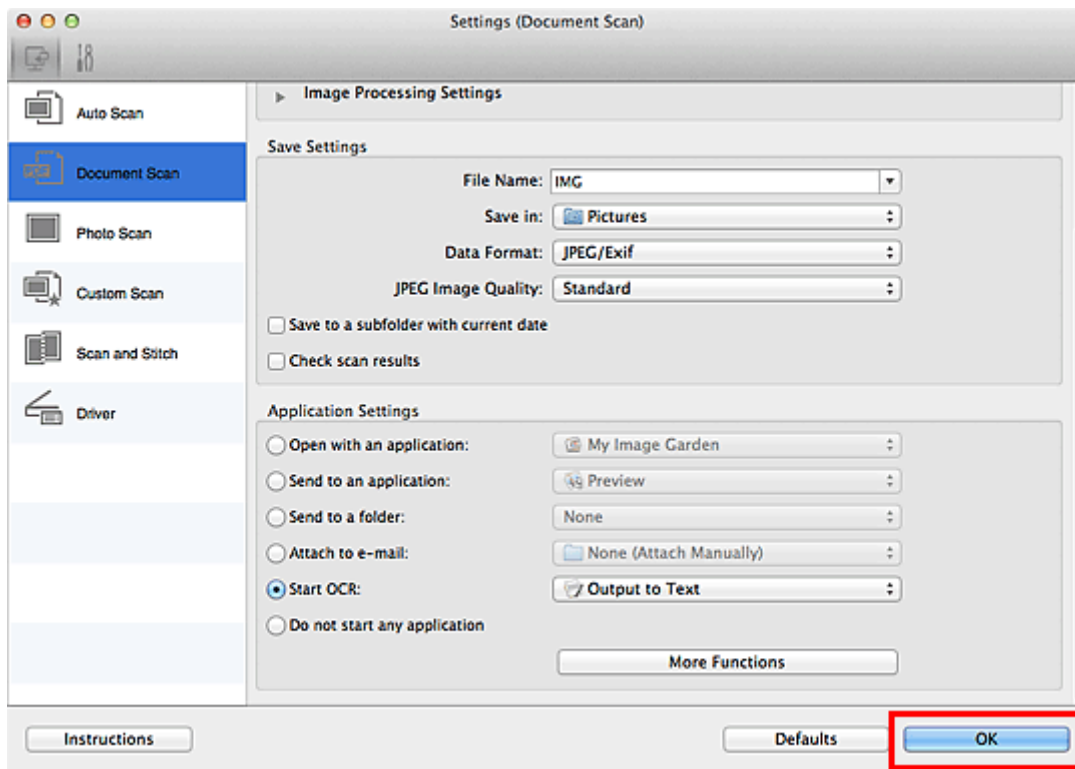 Settings (Document Scan)
Auto Scan
PDF
Document Scan
Photo Scan
Custom Scan
Scan and Stitch
Driver
Image Processing Settings
Save Settings
File Name: IMG
Save in: Pictures
Data Format: JPEG/Exif
JPEG Image Quality: Standard
Save to a subfolder with current date
Check scan results
Application Settings
Open with an application: My Image Garden
Send to an application: Preview
Send to a folder: None
Attach to e-mail: None (Attach Manually)
Start OCR: Output to Text
Do not start any application
More Functions
Instructions Defaults OK